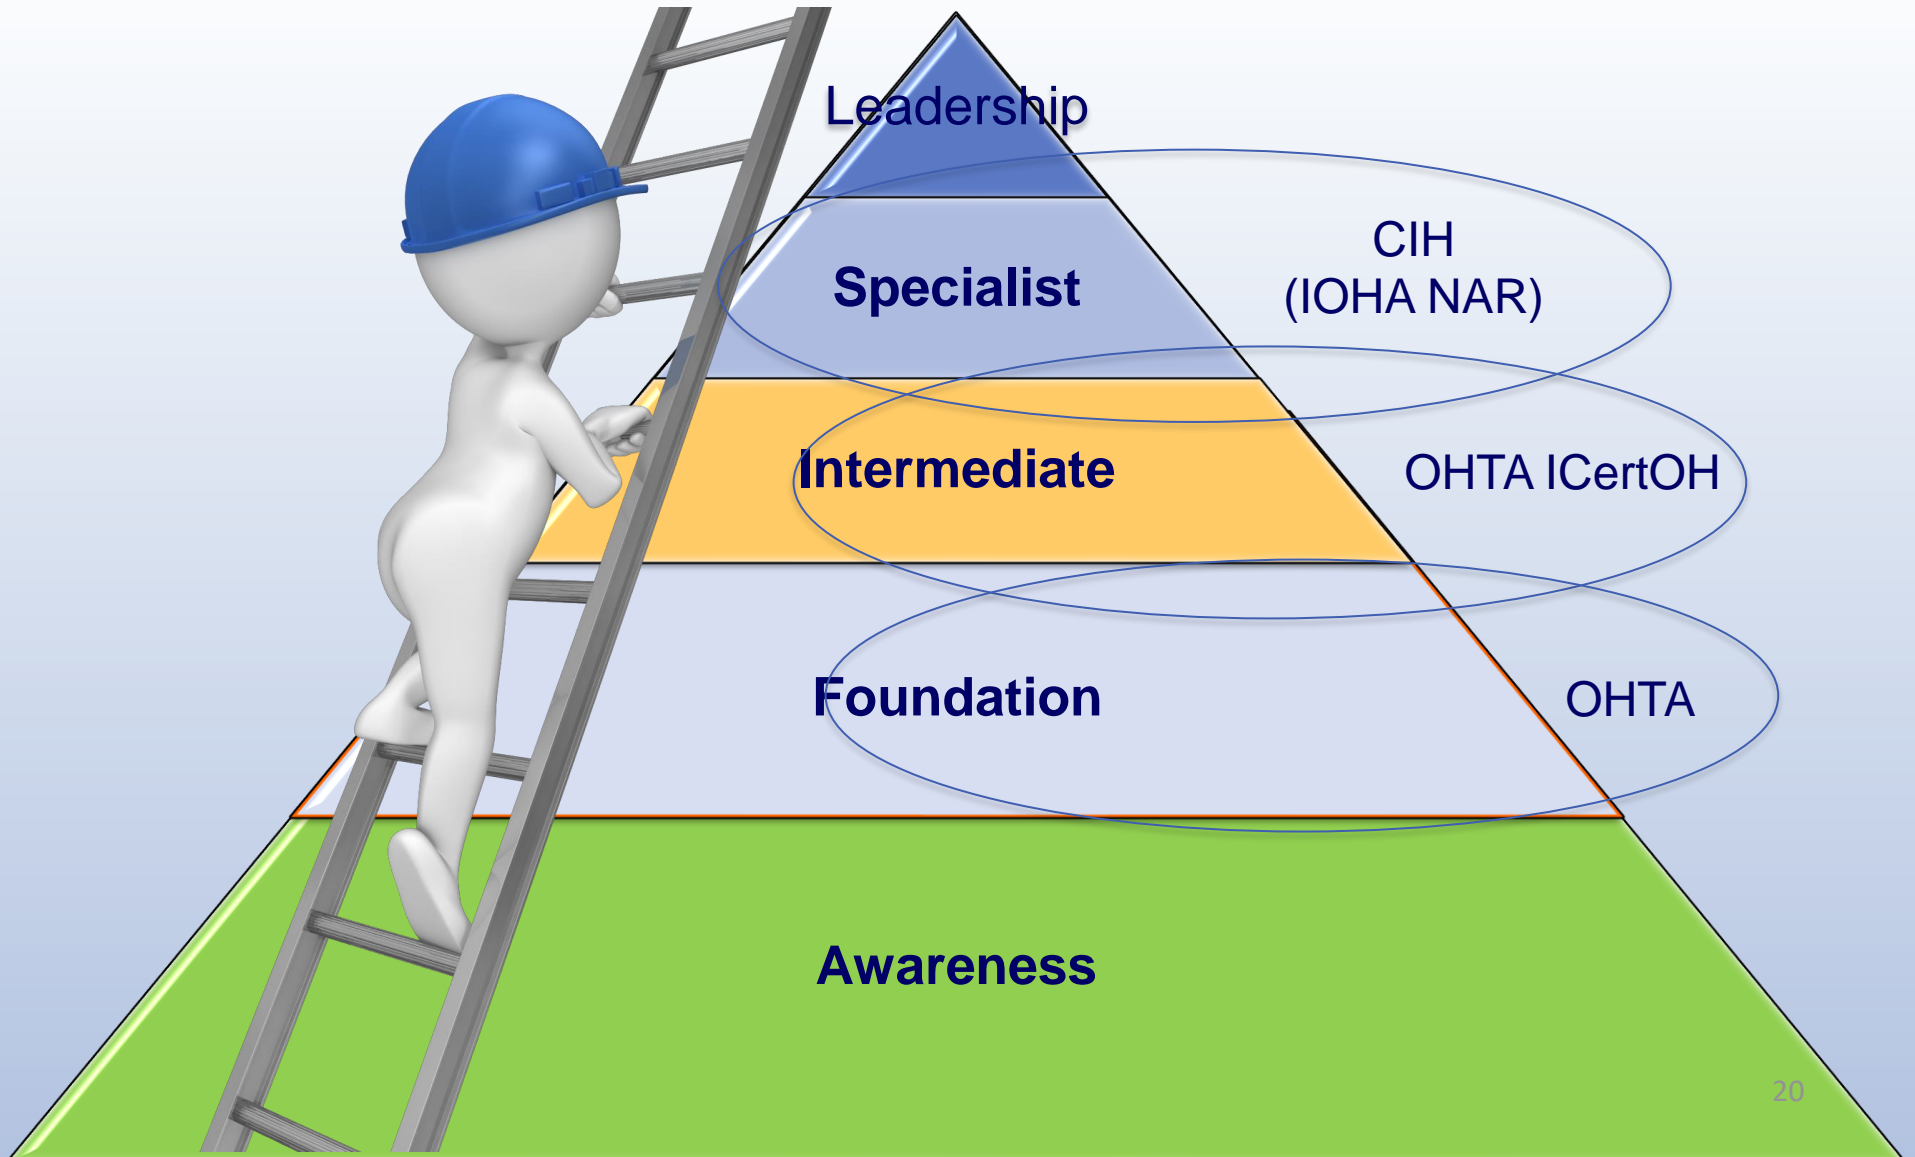 Leadership
Specialist
CIH
(IOHA NAR)
Intermediate
OHTA ICertOH
Foundation
OHTA
Awareness
20